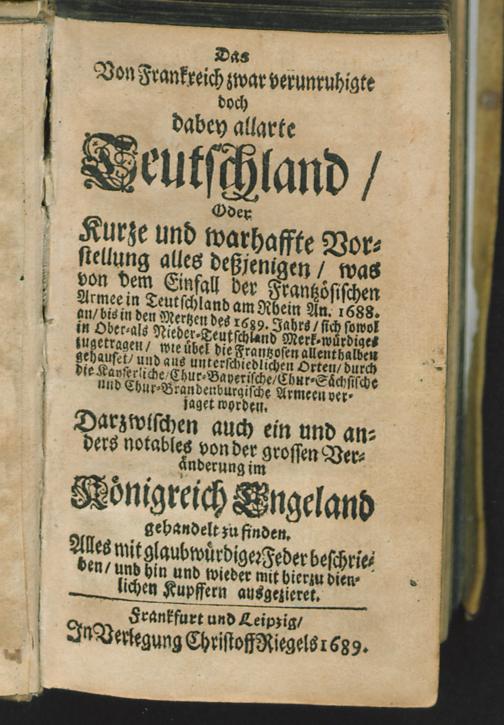 Das
Von Franckreich zwar verunruhigte
doch
dabey allarte
Teutschland /
Oder
Kurze und warhaffte Vor=
stellung alles deßjenigen / was
von dem Einfall der Frantzösischen
Armee in Teutschland am Rhein An. 1688.
an/ bis in den Mertzen des 1689. Jahrs / sich sowol
in Ober=als Nieder=Teutschland Merk=würdiges
zugetragen / wie übel die Franzosen allenthalben
gehauset/ und aus unterschiedlichen Orten/ durch
die Kayserliche/ Chur=Bayerische/ Chur=Sächsische
und Chur=Brandenburgische Armeen ver=
jaget worden.
Darzwischen auch ein und an=
ders notables von der grossen Ver=
änderung im
Königreich Engeland
gehandelt zu finden.
Alles mit glaubwürdiger Feder beschrie=
ben / und hin und wieder mit hierzu dien=
lichen Kupffern ausgezieret.
Frankfurt und Leipzig/
In Verlegung Christoff Riegels 1689.